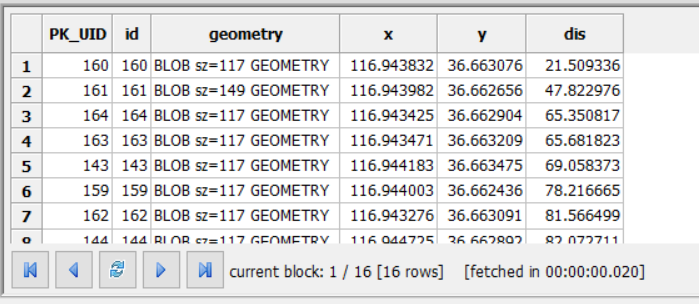 PK_UID id geometry x y dis
1 160 160 BLOB sz=117 GEOMETRY 116.943832 36.663076 21.509336
2 161 161 BLOB sz=149 GEOMETRY 116.943982 36.662656 47.822976
3 164 164 BLOB sz=117 GEOMETRY 116.943425 36.662904 65.350817
4 163 163 BLOB sz=117 GEOMETRY 116.943471 36.663209 65.681823
5 143 143 BLOB sz=117 GEOMETRY 116.944183 36.663475 69.058373
6 159 159 BLOB sz=117 GEOMETRY 116.944003 36.662436 78.216665
7 162 162 BLOB sz=117 GEOMETRY 116.943276 36.663091 81.566499
8 144 144 BLOB sz=117 GEOMETRY 116.944725 36.662892 82.072711
current block: 1 / 16 [16 rows] [fetched in 00:00:00.020]